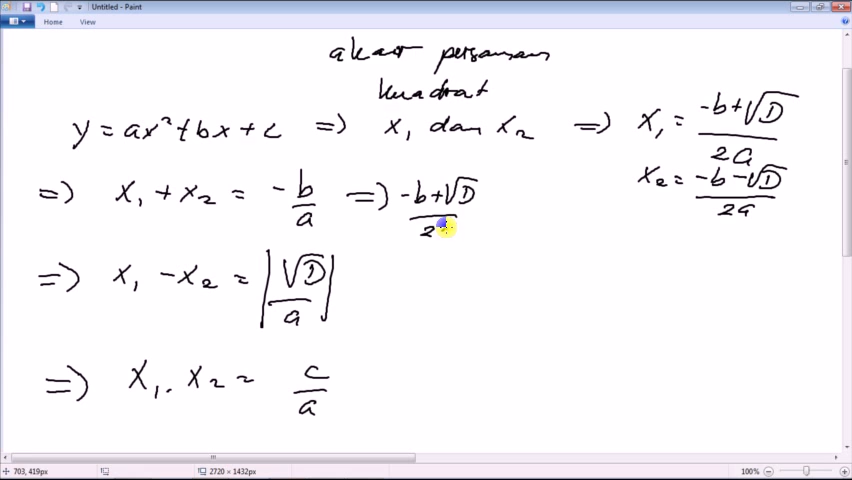 Untitled - Paint
Home View
akar persamaan
kuadrat
y = ax² + bx + c ⇒ x₁ dan x₂ ⇒ x₁ = (-b+√D)/2a
x₂ = (-b-√D)/2a
⇒ x₁ + x₂ = -b/a ⇒ (-b+√D)/2
⇒ x₁ - x₂ = |√D/a|
⇒ x₁ . x₂ = c/a
703, 419px 2720 × 1432px 100%